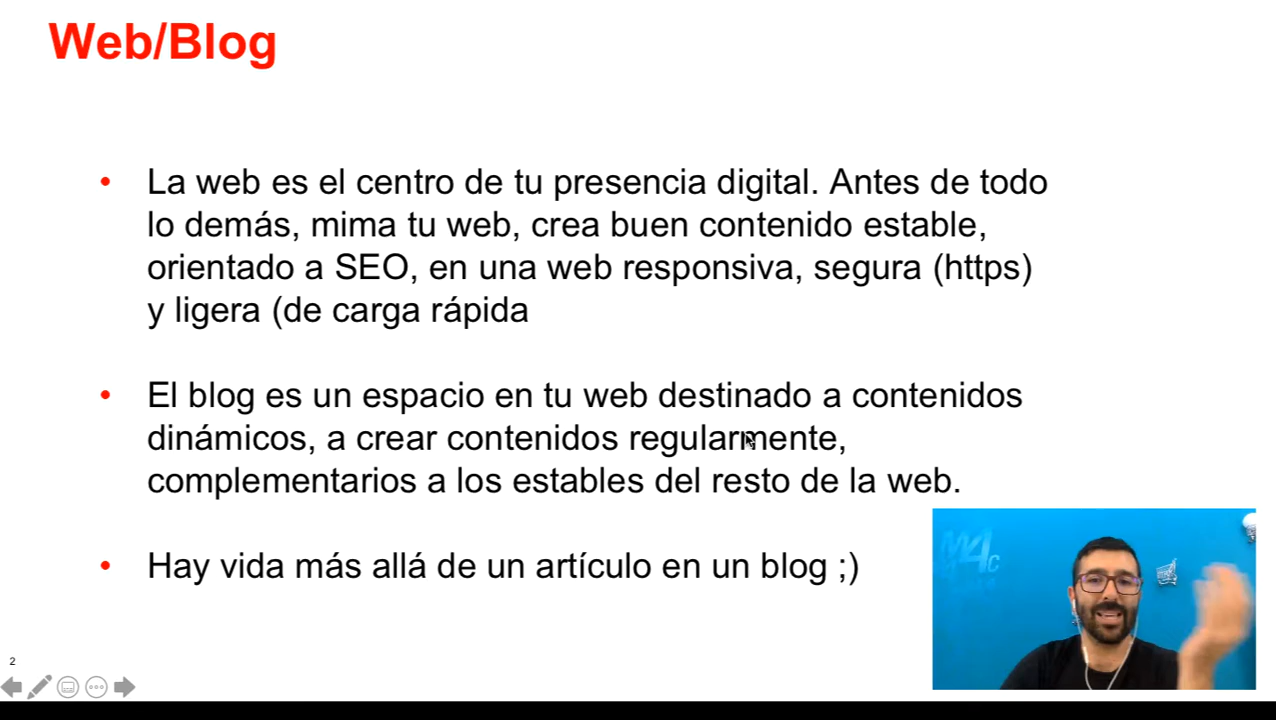 Web/Blog
• La web es el centro de tu presencia digital. Antes de todo
lo demás, mima tu web, crea buen contenido estable,
orientado a SEO, en una web responsiva, segura (https)
y ligera (de carga rápida
• El blog es un espacio en tu web destinado a contenidos
dinámicos, a crear contenidos regularmente,
complementarios a los estables del resto de la web.
• Hay vida más allá de un artículo en un blog ;)
2